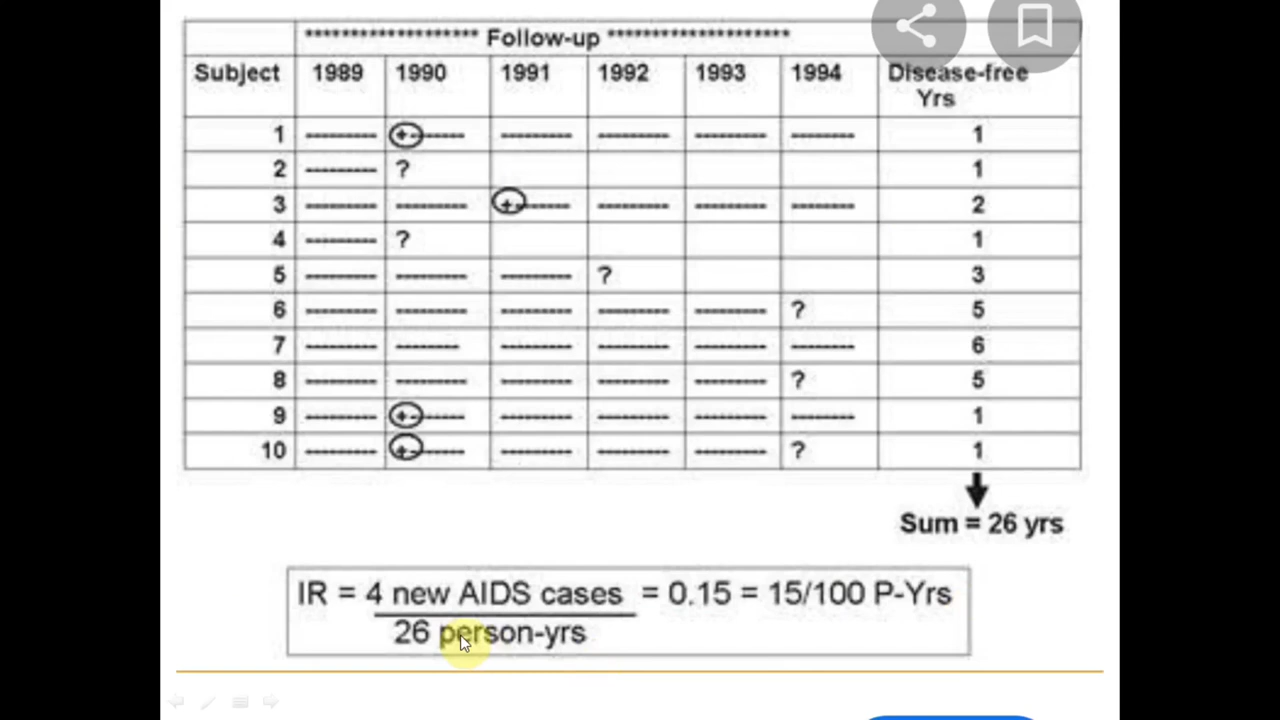 ******************* Follow-up ********************
Subject 1989 1990 1991 1992 1993 1994 Disease-free
Yrs
1 --------- +------ --------- --------- --------- -------- 1
2 --------- ? 1
3 --------- --------- +------ --------- --------- -------- 2
4 --------- ? 1
5 --------- --------- --------- ? 3
6 --------- --------- --------- --------- --------- ? 5
7 --------- -------- --------- --------- --------- -------- 6
8 --------- --------- --------- --------- --------- ? 5
9 --------- +------ --------- --------- --------- -------- 1
10 --------- +------ --------- --------- --------- ? 1
Sum = 26 yrs
IR = 4 new AIDS cases = 0.15 = 15/100 P-Yrs
26 person-yrs